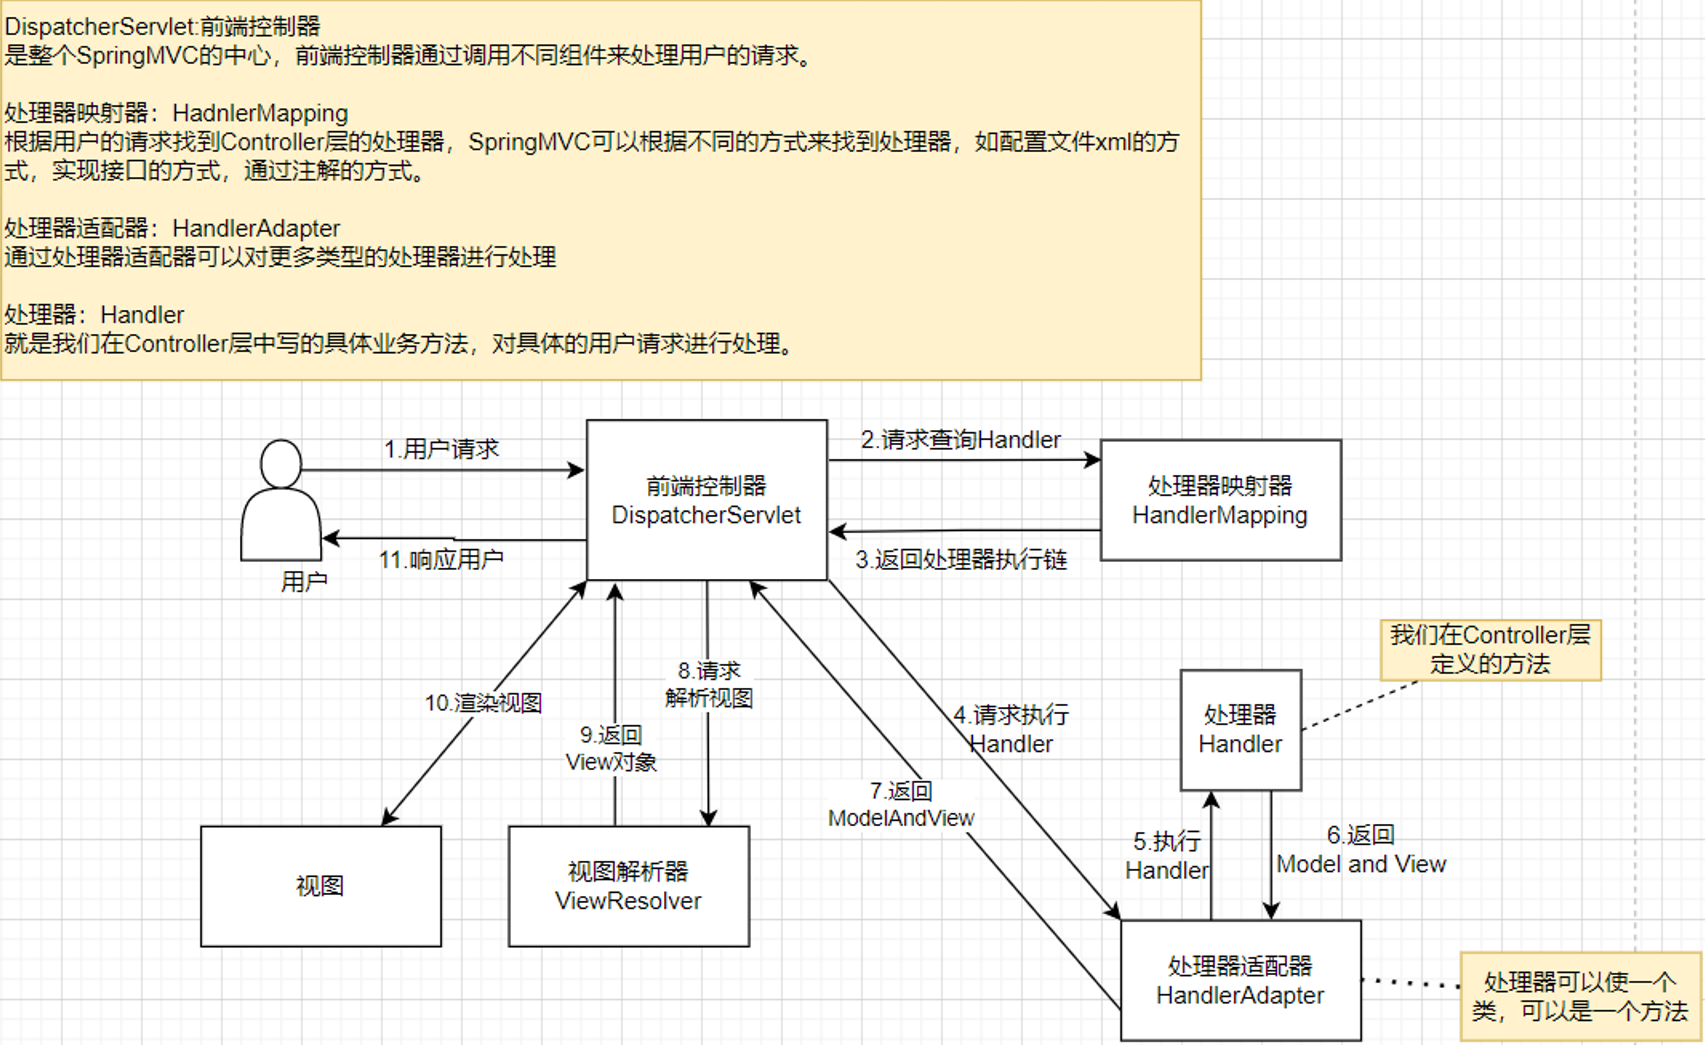 DispatcherServlet:前端控制器
是整个SpringMVC的中心，前端控制器通过调用不同组件来处理用户的请求。
处理器映射器：HadnlerMapping
根据用户的请求找到Controller层的处理器，SpringMVC可以根据不同的方式来找到处理器，如配置文件xml的方
式，实现接口的方式，通过注解的方式。
处理器适配器：HandlerAdapter
通过处理器适配器可以对更多类型的处理器进行处理
处理器：Handler
就是我们在Controller层中写的具体业务方法，对具体的用户请求进行处理。
1.用户请求
前端控制器
DispatcherServlet
2.请求查询Handler
处理器映射器
HandlerMapping
3.返回处理器执行链
11.响应用户
用户
我们在Controller层
定义的方法
8.请求
解析视图
10.渲染视图
9.返回
View对象
4.请求执行
Handler
处理器
Handler
7.返回
ModelAndView
5.执行
Handler
6.返回
Model and View
视图
视图解析器
ViewResolver
处理器适配器
HandlerAdapter
处理器可以使一个
类，可以是一个方法